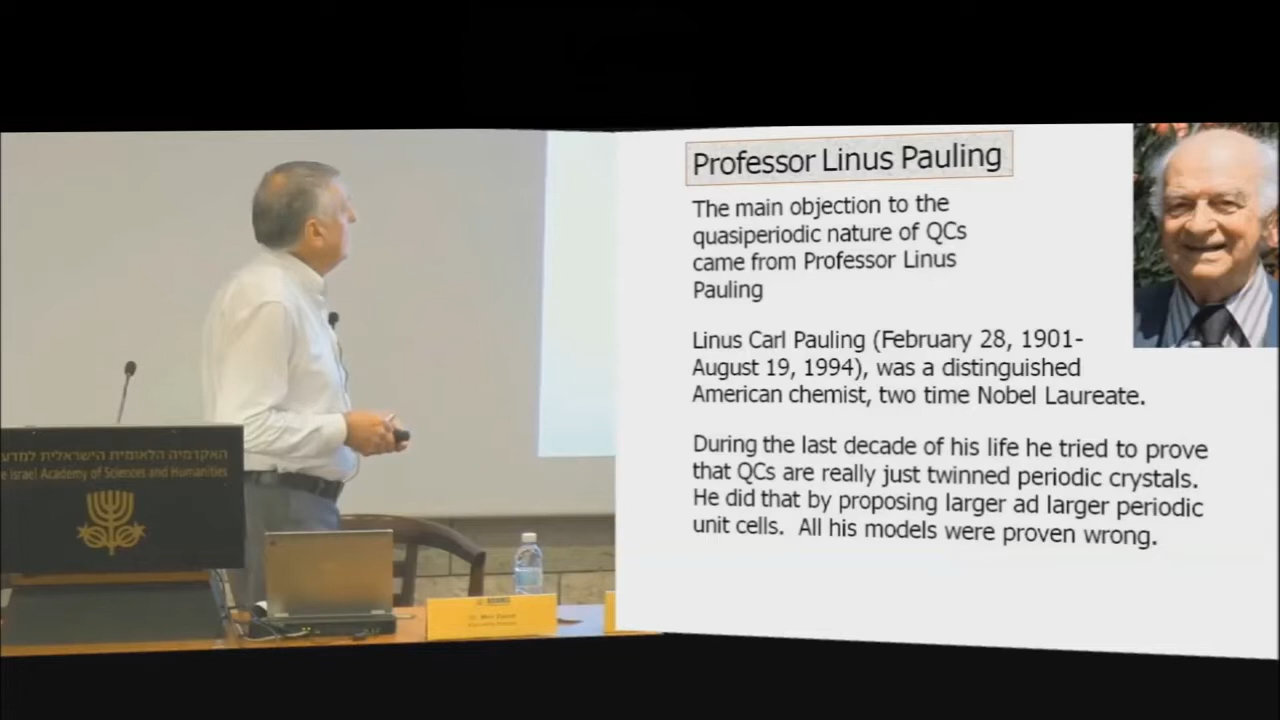 האקדמיה הלאומית הישראלית למדע
e Israel Academy of Sciences and Humanities
Professor Linus Pauling
The main objection to the
quasiperiodic nature of QCs
came from Professor Linus
Pauling
Linus Carl Pauling (February 28, 1901-
August 19, 1994), was a distinguished
American chemist, two time Nobel Laureate.
During the last decade of his life he tried to prove
that QCs are really just twinned periodic crystals.
He did that by proposing larger ad larger periodic
unit cells.  All his models were proven wrong.